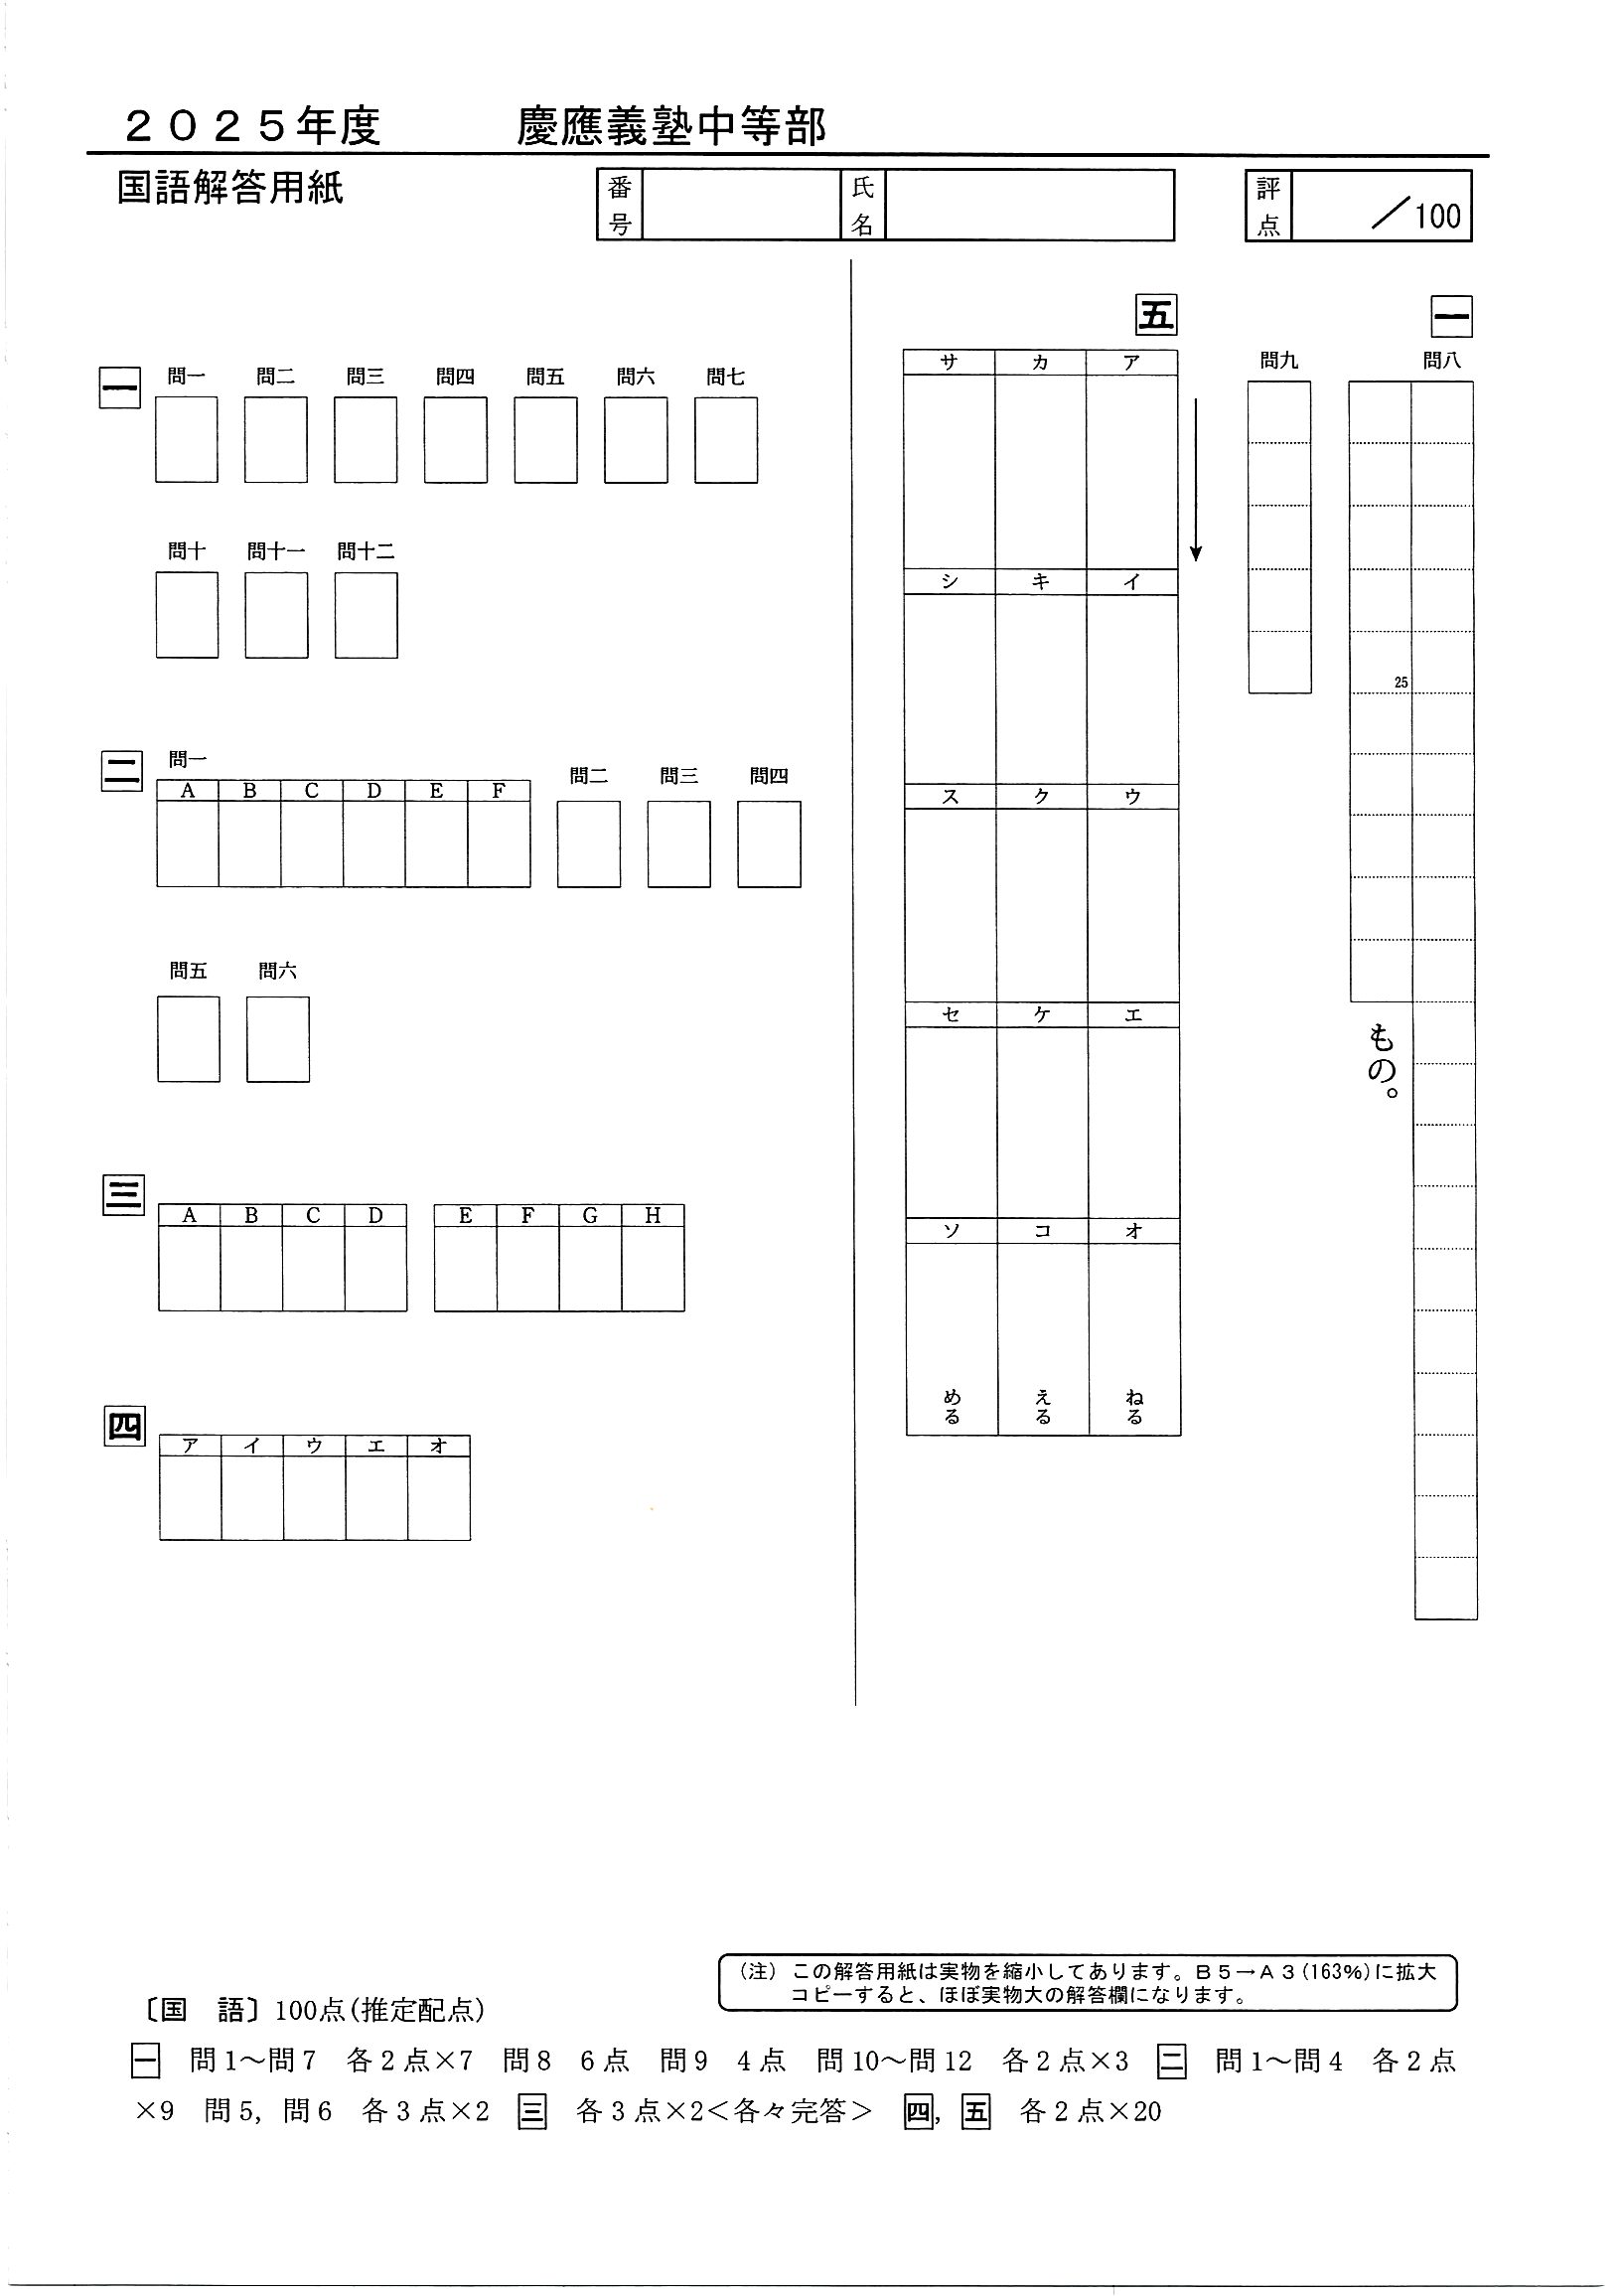 ２０２５年度 慶應義塾中等部
国語解答用紙
番号
氏名
評点
／100
一
問一 問二 問三 問四 問五 問六 問七
問十 問十一 問十二
二
問一
A B C D E F
問二 問三 問四
問五 問六
三
A B C D E F G H
四
ア イ ウ エ オ
一
問八
25
もの。
問九
五
ア カ サ
イ キ シ
ウ ク ス
エ ケ セ
オ コ ソ
ねる える める
（注）この解答用紙は実物を縮小してあります。Ｂ５→Ａ３(163%)に拡大
コピーすると、ほぼ実物大の解答欄になります。
〔国　語〕100点(推定配点)
一　問1～問7　各2点×7　問8　6点　問9　4点　問10～問12　各2点×3　二　問1～問4　各2点
×9　問5, 問6　各3点×2　三　各3点×2＜各々完答＞　四, 五　各2点×20